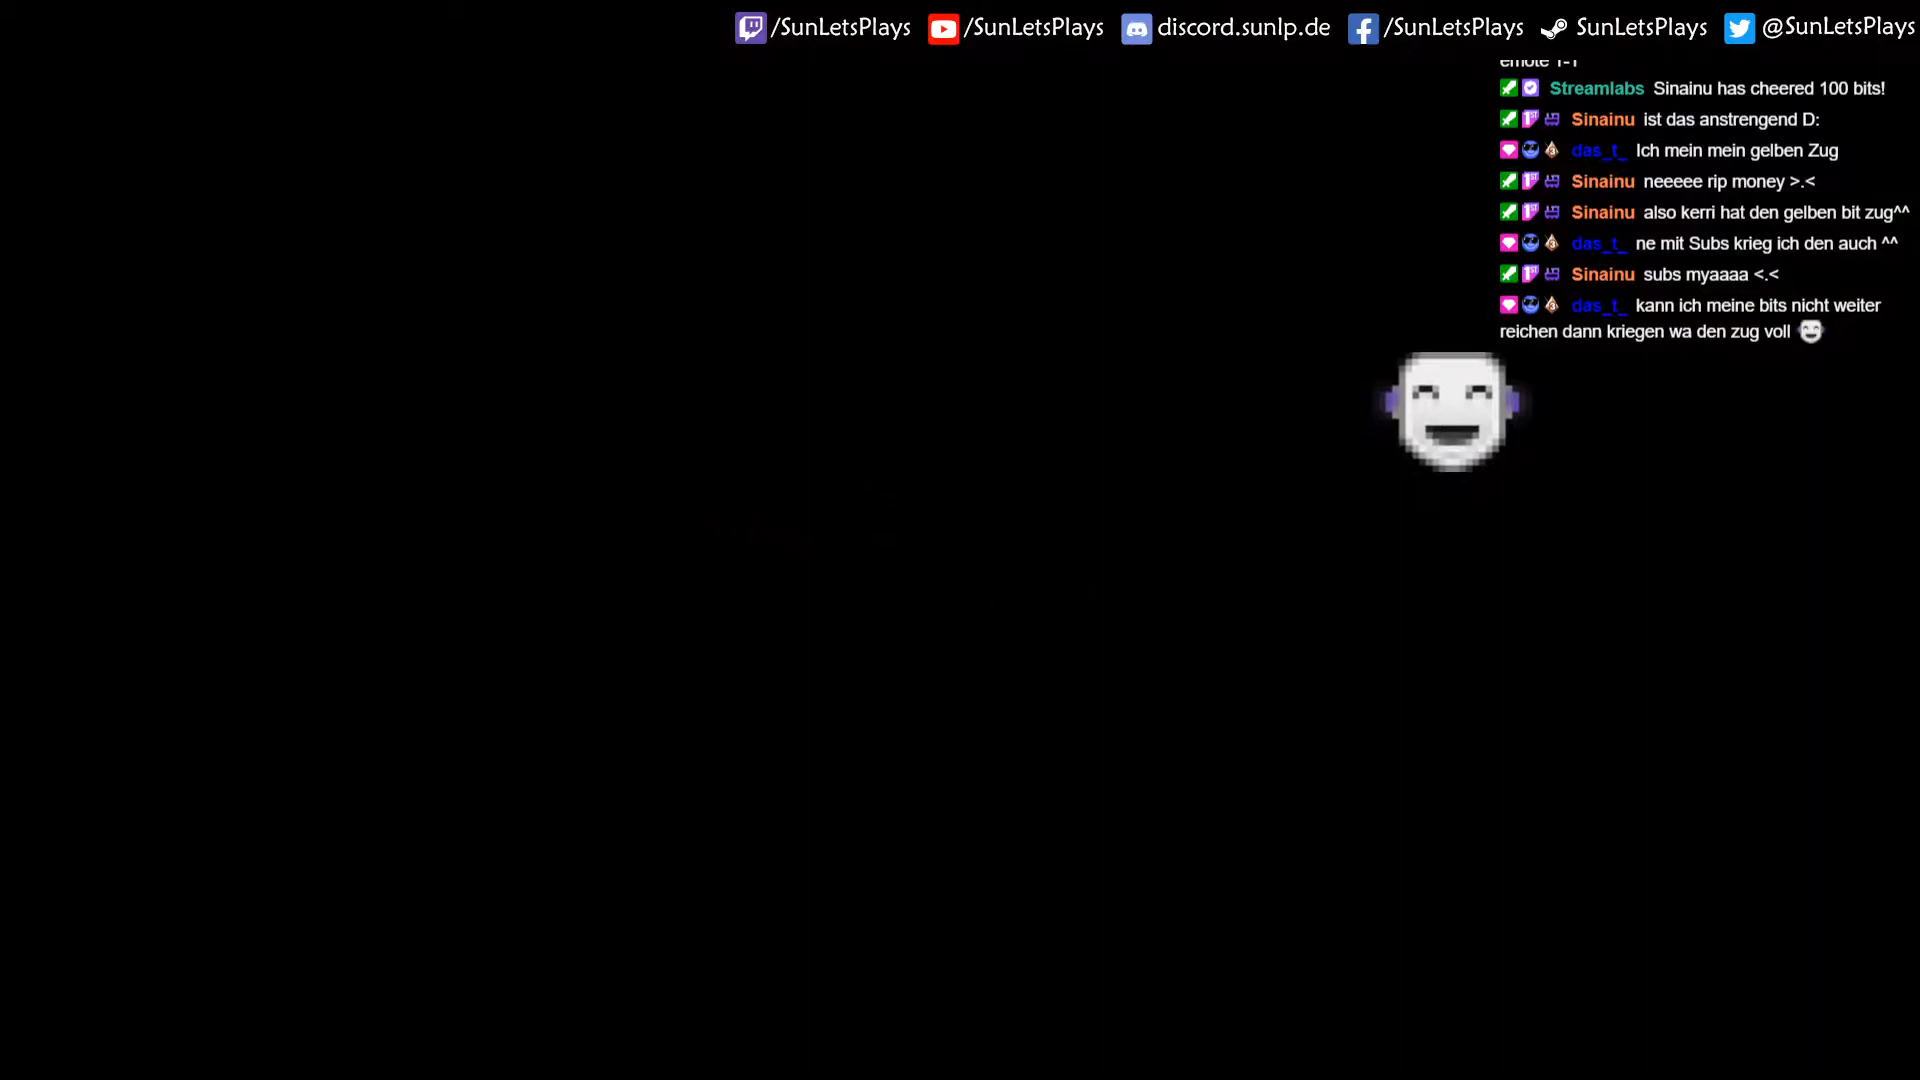 /SunLetsPlays /SunLetsPlays discord.sunlp.de /SunLetsPlays SunLetsPlays @SunLetsPlays
emote 1-1
Streamlabs Sinainu has cheered 100 bits!
Sinainu ist das anstrengend D:
das_t_ Ich mein mein gelben Zug
Sinainu neeeee rip money >.<
Sinainu also kerri hat den gelben bit zug^^
das_t_ ne mit Subs krieg ich den auch ^^
Sinainu subs myaaaa <.<
das_t_ kann ich meine bits nicht weiter
reichen dann kriegen wa den zug voll